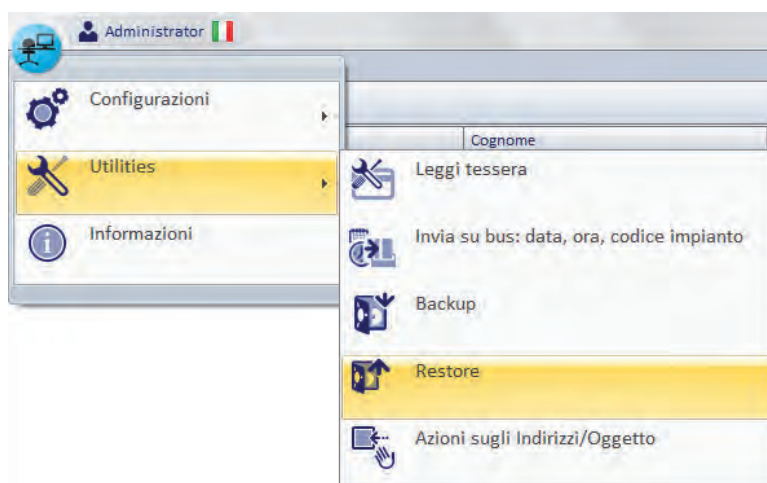 Administrator
Configurazioni
Cognome
Utilities
Leggi tessera
Informazioni
Invia su bus: data, ora, codice impianto
Backup
Restore
Azioni sugli Indirizzi/Oggetto